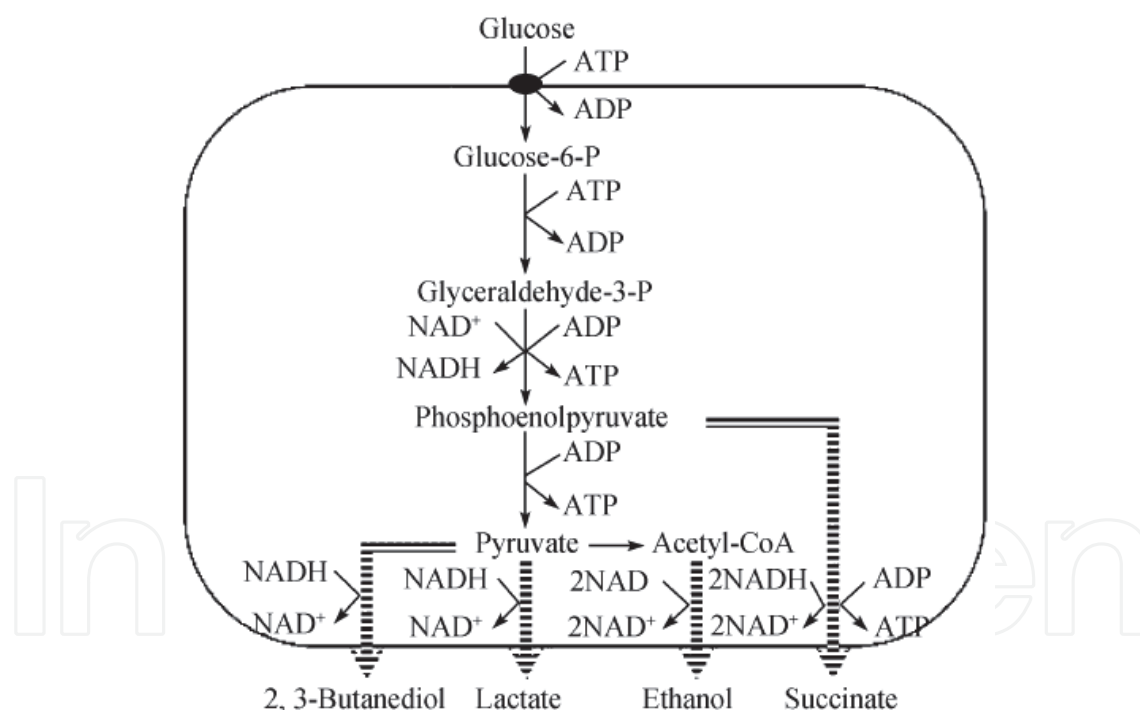 Glucose
ATP
ADP
Glucose-6-P
ATP
ADP
Glyceraldehyde-3-P
NAD⁺ ADP
NADH ATP
Phosphoenolpyruvate
ADP
ATP
Pyruvate Acetyl-CoA
NADH NADH 2NAD 2NADH ADP
NAD⁺ NAD⁺ 2NAD⁺ 2NAD⁺ ATP
2, 3-Butanediol Lactate Ethanol Succinate